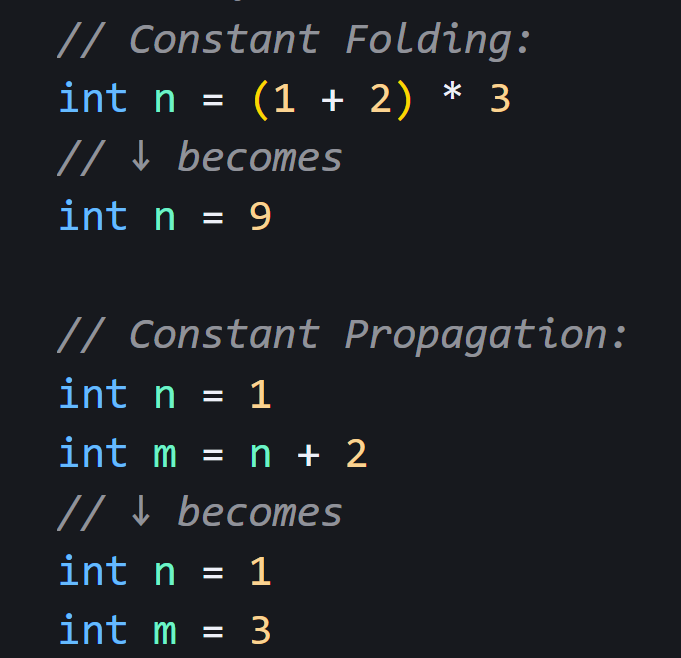 // Constant Folding:
int n = (1 + 2) * 3
// ↓ becomes
int n = 9
// Constant Propagation:
int n = 1
int m = n + 2
// ↓ becomes
int n = 1
int m = 3